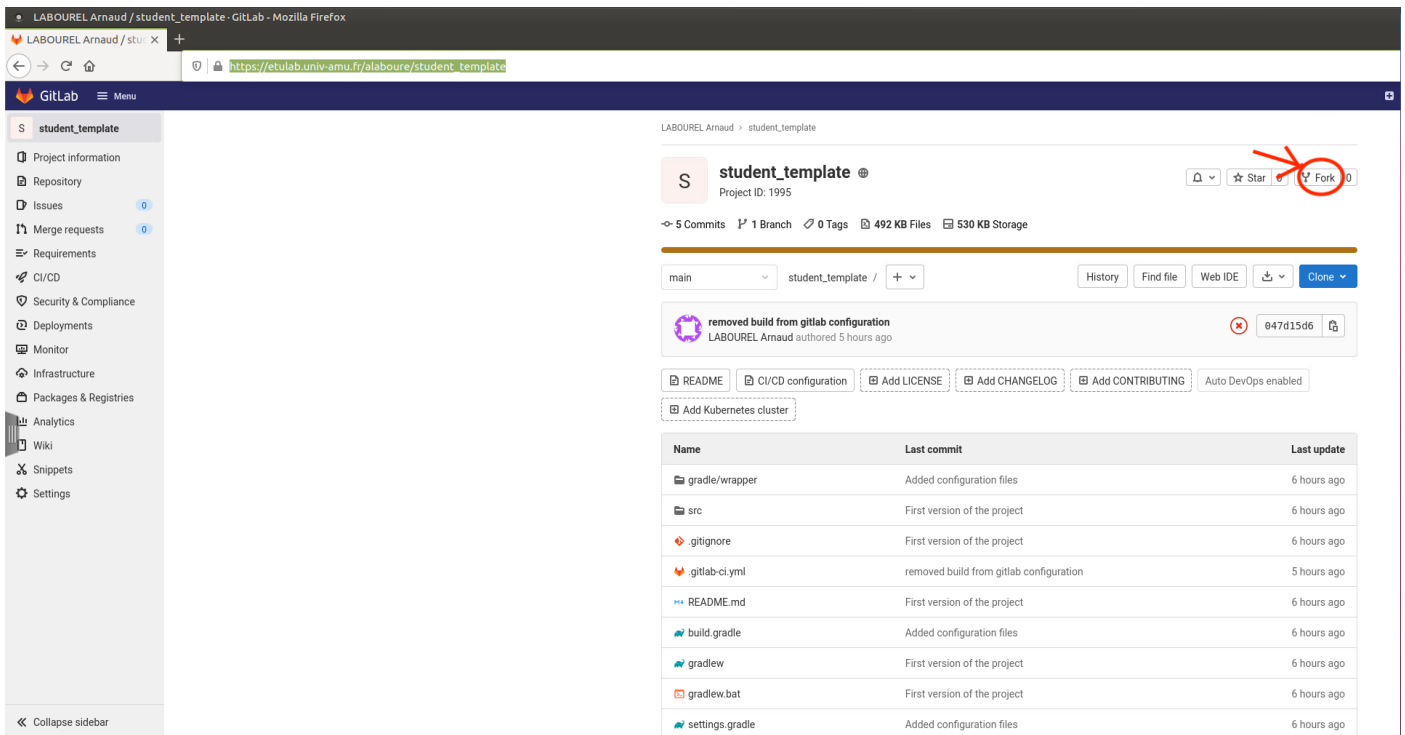 LABOUREL Arnaud / student_template · GitLab - Mozilla Firefox
LABOUREL Arnaud / stu
https://etulab.univ-amu.fr/alaboure/student_template
GitLab Menu
S student_template
Project information
Repository
Issues 0
Merge requests 0
Requirements
CI/CD
Security & Compliance
Deployments
Monitor
Infrastructure
Packages & Registries
Analytics
Wiki
Snippets
Settings
Collapse sidebar
LABOUREL Arnaud > student_template
S student_template
Project ID: 1995
Star 0 Fork 0
5 Commits 1 Branch 0 Tags 492 KB Files 530 KB Storage
main student_template / + History Find file Web IDE Clone
removed build from gitlab configuration
LABOUREL Arnaud authored 5 hours ago
047d15d6
README CI/CD configuration Add LICENSE Add CHANGELOG Add CONTRIBUTING Auto DevOps enabled
Add Kubernetes cluster
Name Last commit Last update
gradle/wrapper Added configuration files 6 hours ago
src First version of the project 6 hours ago
.gitignore First version of the project 6 hours ago
.gitlab-ci.yml removed build from gitlab configuration 5 hours ago
README.md First version of the project 6 hours ago
build.gradle Added configuration files 6 hours ago
gradlew First version of the project 6 hours ago
gradlew.bat First version of the project 6 hours ago
settings.gradle Added configuration files 6 hours ago